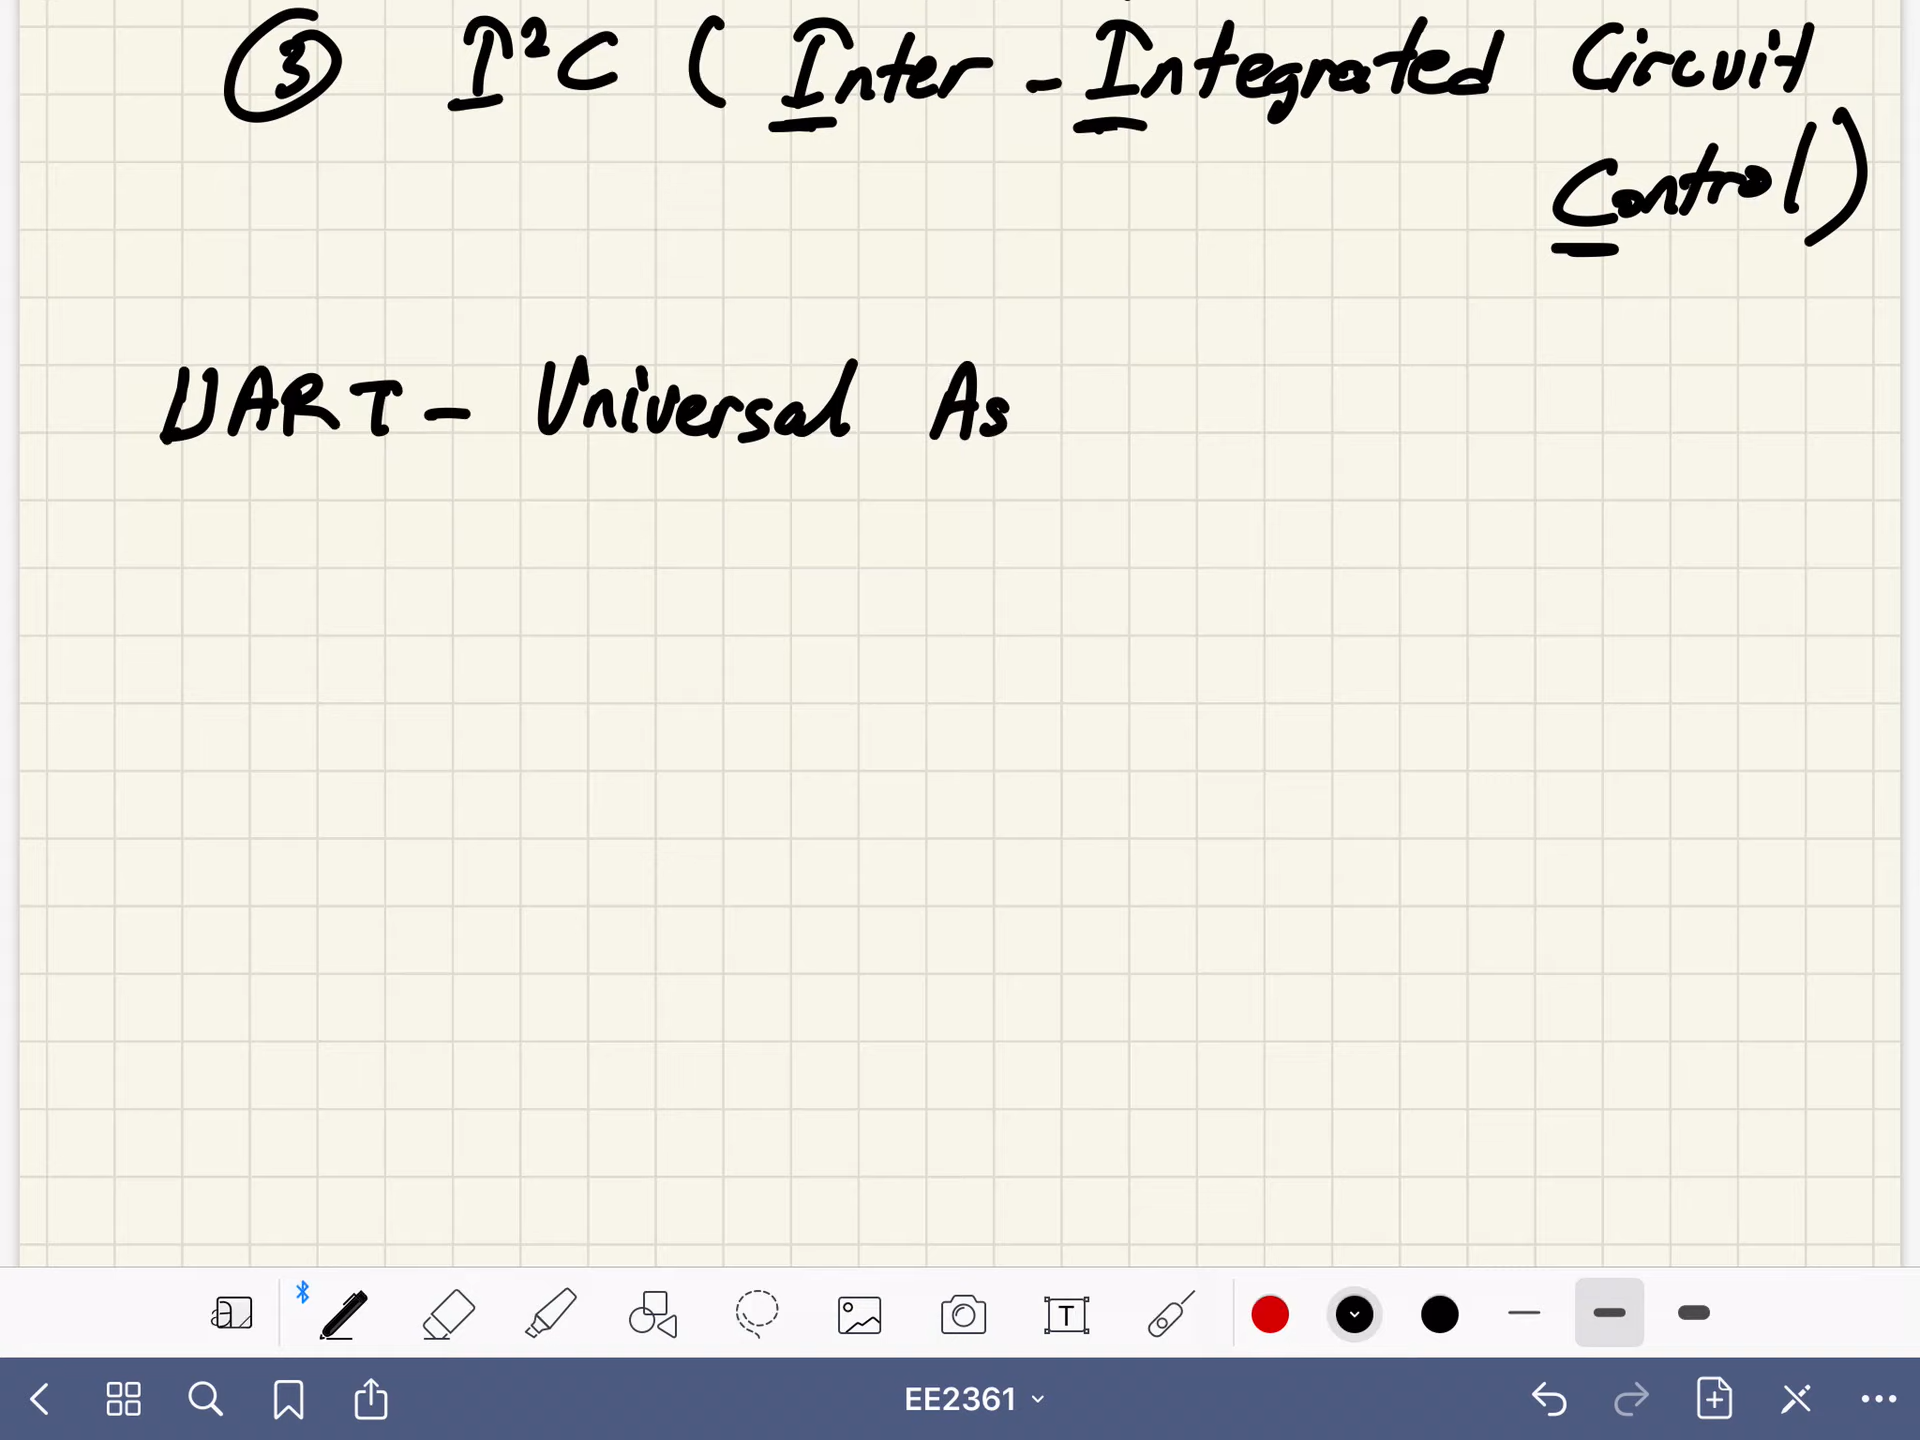 ③ I²C ( Inter - Integrated Circuit
Control)
UART - Universal As
T
EE2361